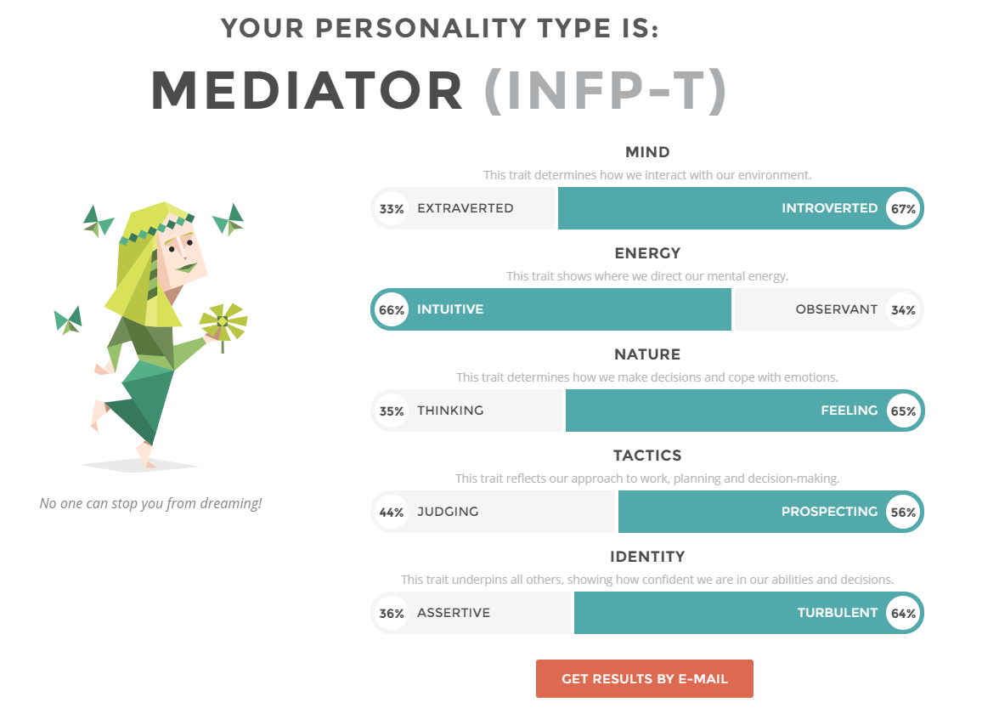 YOUR PERSONALITY TYPE IS:
MEDIATOR (INFP-T)
MIND
This trait determines how we interact with our environment.
33% EXTRAVERTED INTROVERTED 67%
ENERGY
This trait shows where we direct our mental energy.
66% INTUITIVE OBSERVANT 34%
NATURE
This trait determines how we make decisions and cope with emotions.
35% THINKING FEELING 65%
TACTICS
This trait reflects our approach to work, planning and decision-making.
44% JUDGING PROSPECTING 56%
IDENTITY
This trait underpins all others, showing how confident we are in our abilities and decisions.
36% ASSERTIVE TURBULENT 64%
No one can stop you from dreaming!
GET RESULTS BY E-MAIL